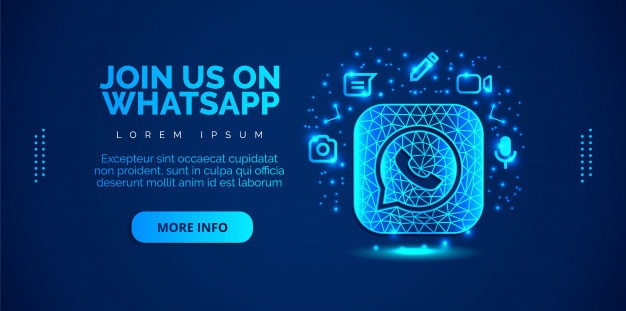 JOIN US ON
WHATSAPP
LOREM IPSUM
Excepteur sint occaecat cupidatat
non proident, sunt in culpa qui officia
deserunt mollit anim id est laborum
MORE INFO